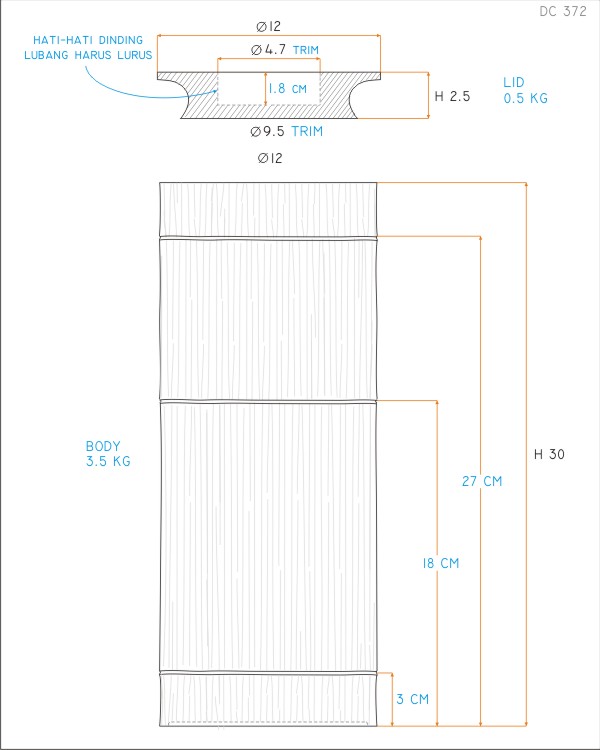 DC 372
Ø12
HATI-HATI DINDING
LUBANG HARUS LURUS
Ø4.7 TRIM
1.8 CM
H 2.5
LID
0.5 KG
Ø9.5 TRIM
Ø12
BODY
3.5 KG
H 30
27 CM
18 CM
3 CM